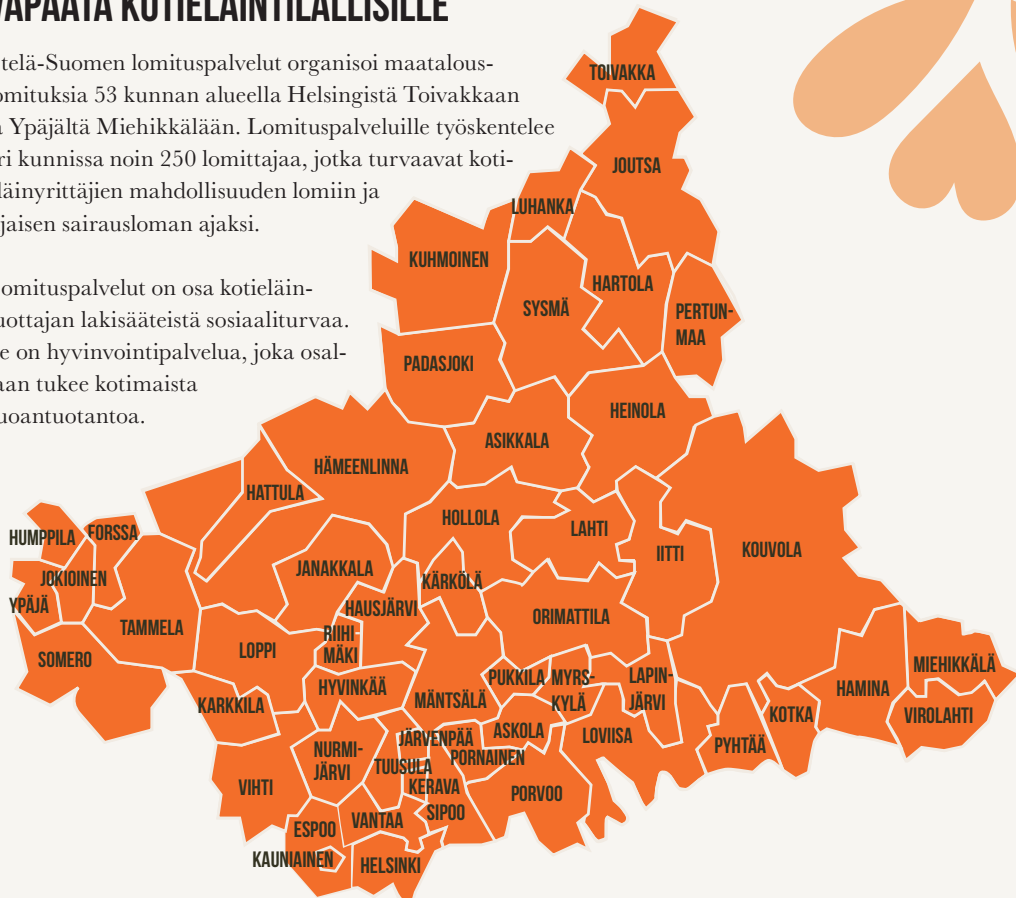 VAPAATA KOTIELÄINTILALLISILLE
telä-Suomen lomituspalvelut organisoi maatalous-
omituksia 53 kunnan alueella Helsingistä Toivakkaan
a Ypäjältä Miehikkälään. Lomituspalveluille työskentelee
ri kunnissa noin 250 lomittajaa, jotka turvaavat koti-
läinyrittäjien mahdollisuuden lomiin ja
jaisen sairausloman ajaksi.
omituspalvelut on osa kotieläin-
uottajan lakisääteistä sosiaaliturvaa.
e on hyvinvointipalvelua, joka osal-
aan tukee kotimaista
uoantuotantoa.
TOIVAKKA
JOUTSA
LUHANKA
KUHMOINEN
HARTOLA
SYSMÄ
PERTUN-
MAA
PADASJOKI
HEINOLA
ASIKKALA
HÄMEENLINNA
HATTULA
HOLLOLA
LAHTI
IITTI
KOUVOLA
HUMPPILA
FORSSA
JOKIOINEN
YPÄJÄ
JANAKKALA
KÄRKÖLÄ
HAUSJÄRVI
ORIMATTILA
TAMMELA
RIIHI-
MÄKI
LOPPI
SOMERO
HYVINKÄÄ
MÄNTSÄLÄ
PUKKILA
MYRS-
KYLÄ
LAPIN-
JÄRVI
MIEHIKKÄLÄ
HAMINA
VIROLAHTI
KOTKA
KARKKILA
NURMI-
JÄRVI
JÄRVENPÄÄ
ASKOLA
LOVIISA
PYHTÄÄ
PORNAINEN
TUUSULA
KERAVA
VIHTI
PORVOO
SIPOO
VANTAA
ESPOO
KAUNIAINEN
HELSINKI